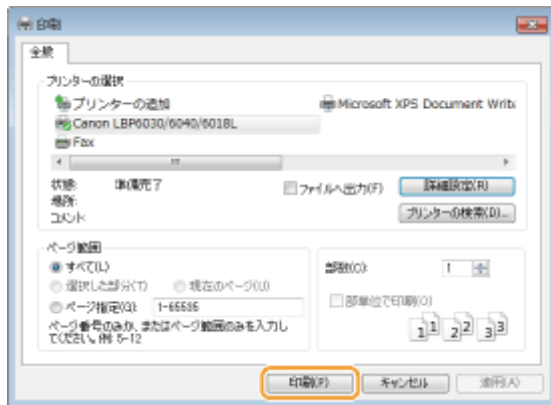 印刷
全般
プリンターの選択
プリンターの追加
Microsoft XPS Document Write
Canon LBP6030/6040/6018L
Fax
状態: 準備完了
ファイルへ出力(F)
詳細設定(R)
場所:
コメント:
プリンターの検索(D)...
ページ範囲
すべて(L)
選択した部分(T)
現在のページ(U)
ページ指定(G): 1-65535
ページ番号のみか、またはページ範囲のみを入力し
てください。例: 5-12
部数(C): 1
部単位で印刷(O)
11 22 33
印刷(P)
キャンセル
適用(A)